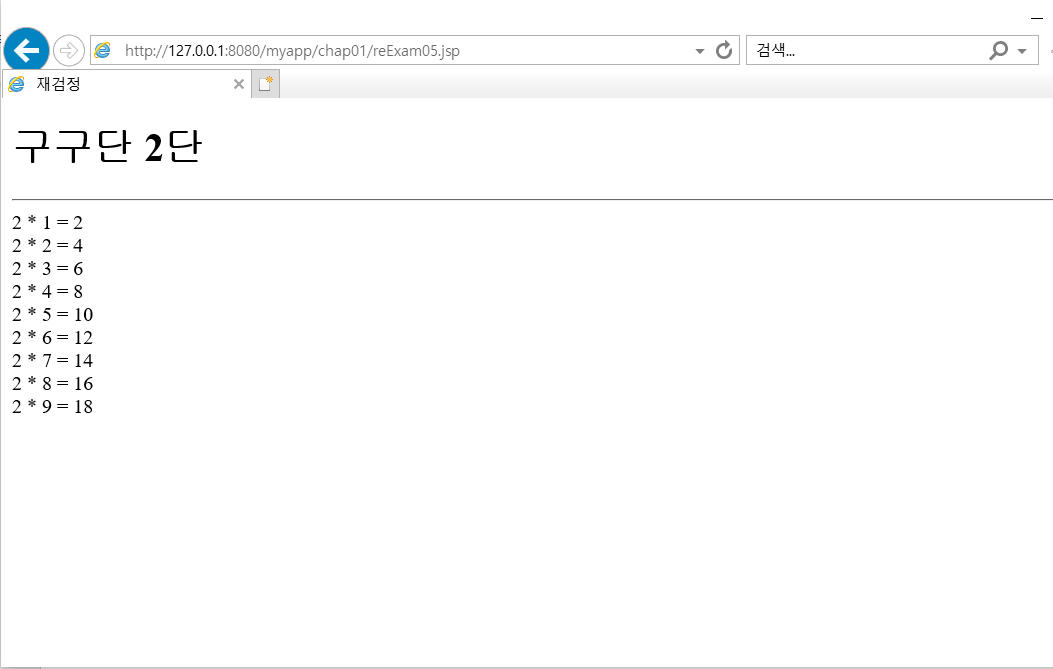 http://127.0.0.1:8080/myapp/chap01/reExam05.jsp
검색...
재검정
구구단 2단
2 * 1 = 2
2 * 2 = 4
2 * 3 = 6
2 * 4 = 8
2 * 5 = 10
2 * 6 = 12
2 * 7 = 14
2 * 8 = 16
2 * 9 = 18